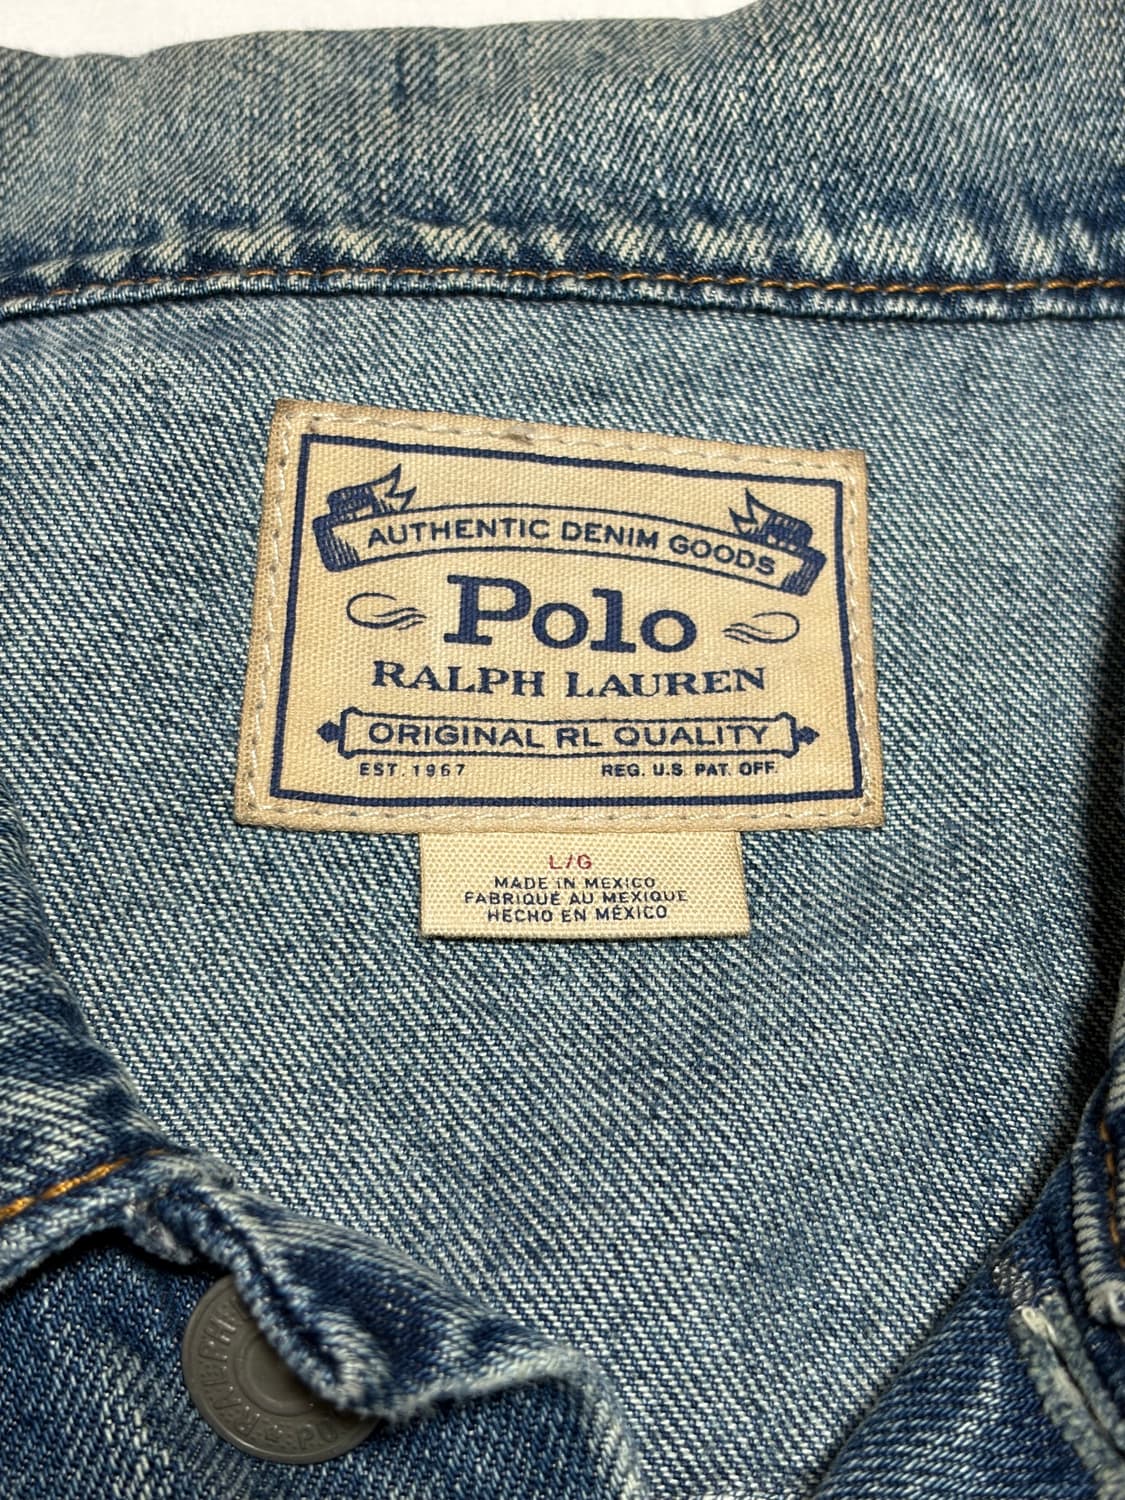 AUTHENTIC DENIM GOODS
Polo
RALPH LAUREN
ORIGINAL RL QUALITY
EST. 1967 REG. U.S. PAT. OFF.
L/G
MADE IN MEXICO
FABRIQUÉ AU MEXIQUE
HECHO EN MÉXICO